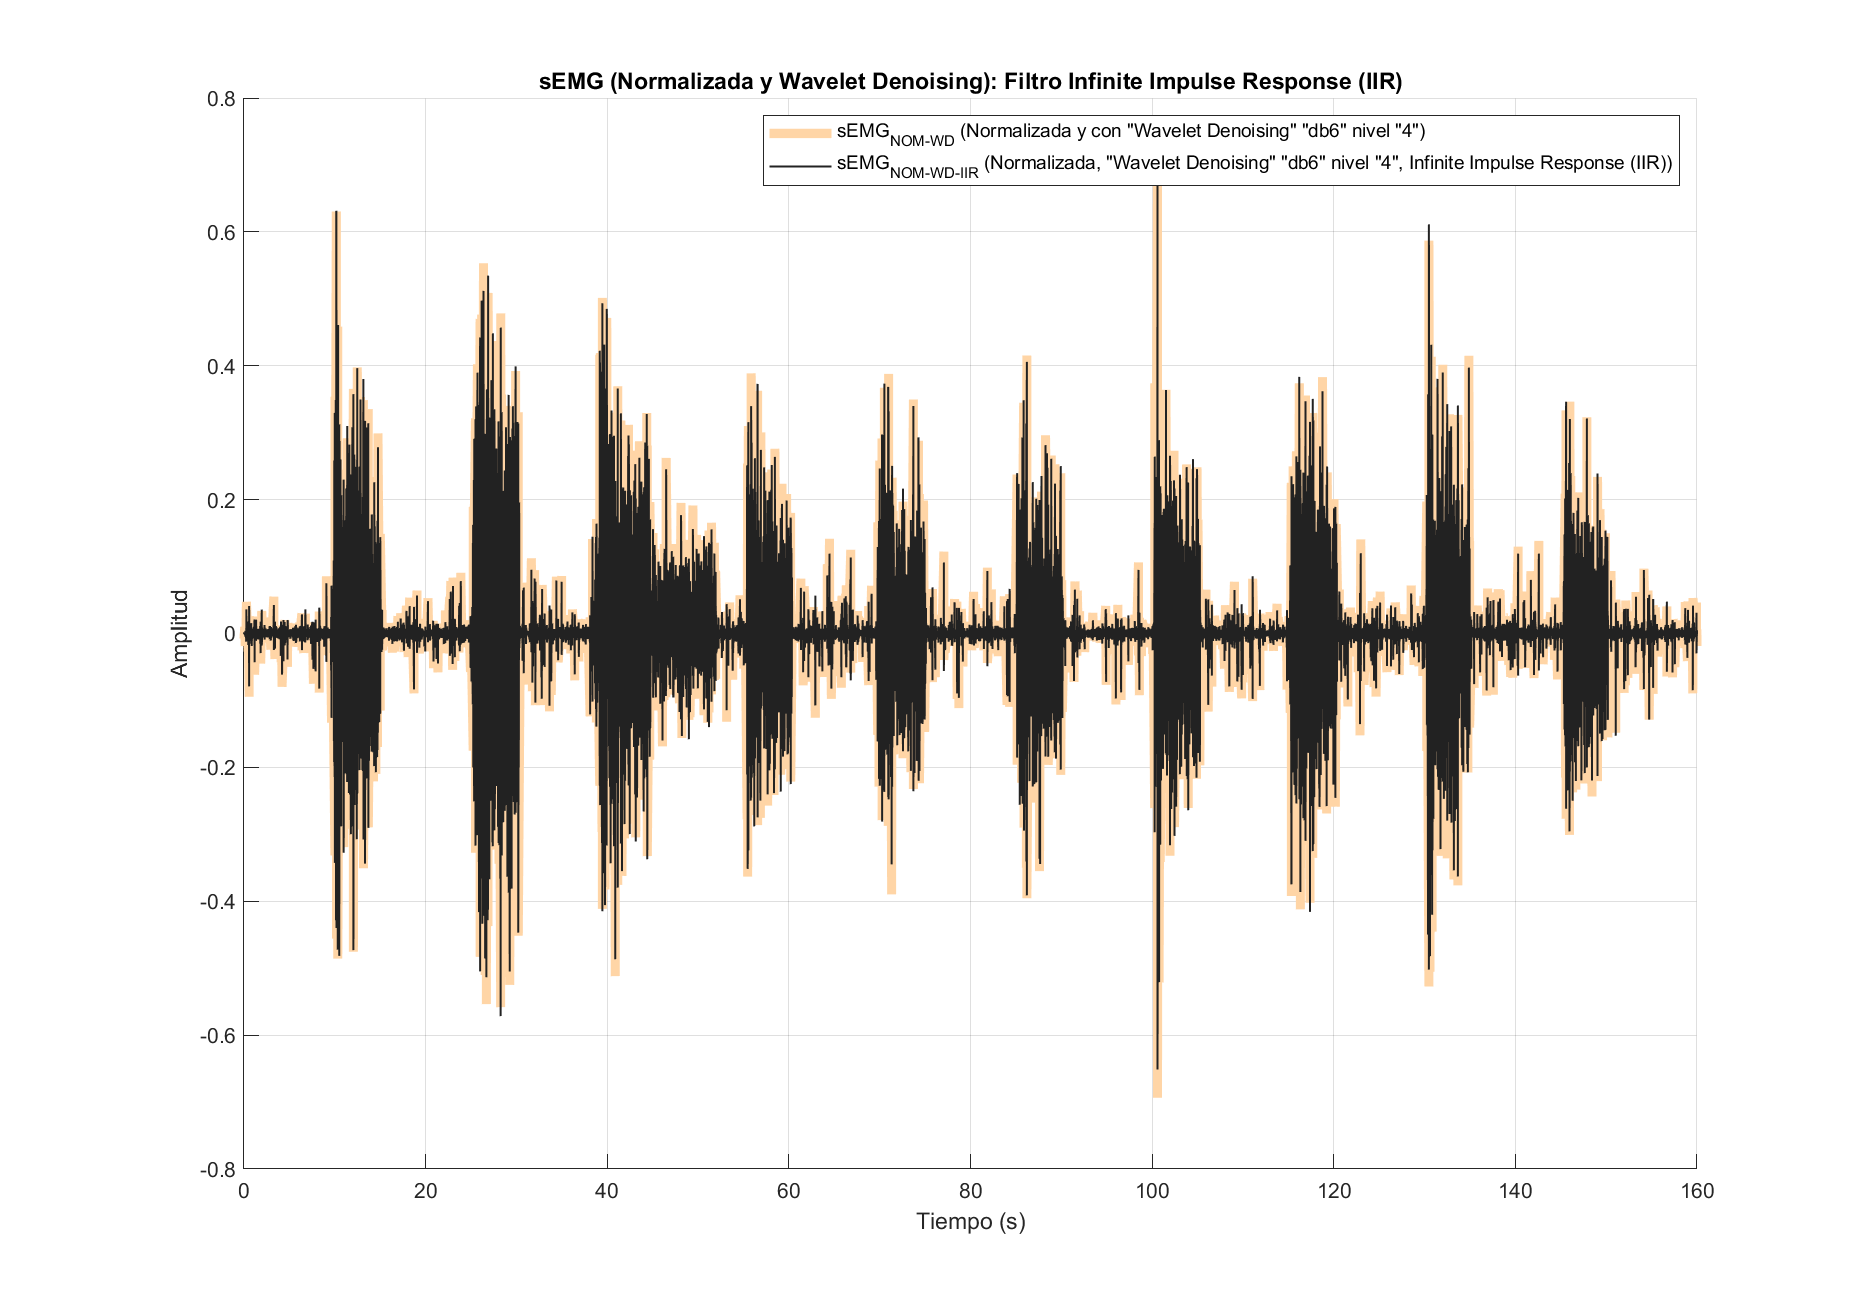 sEMG (Normalizada y Wavelet Denoising): Filtro Infinite Impulse Response (IIR)
sEMG_NOM-WD (Normalizada y con "Wavelet Denoising" "db6" nivel "4")
sEMG_NOM-WD-IIR (Normalizada, "Wavelet Denoising" "db6" nivel "4", Infinite Impulse Response (IIR))
0.8
0.6
0.4
0.2
0
-0.2
-0.4
-0.6
-0.8
Amplitud
0 20 40 60 80 100 120 140 160
Tiempo (s)